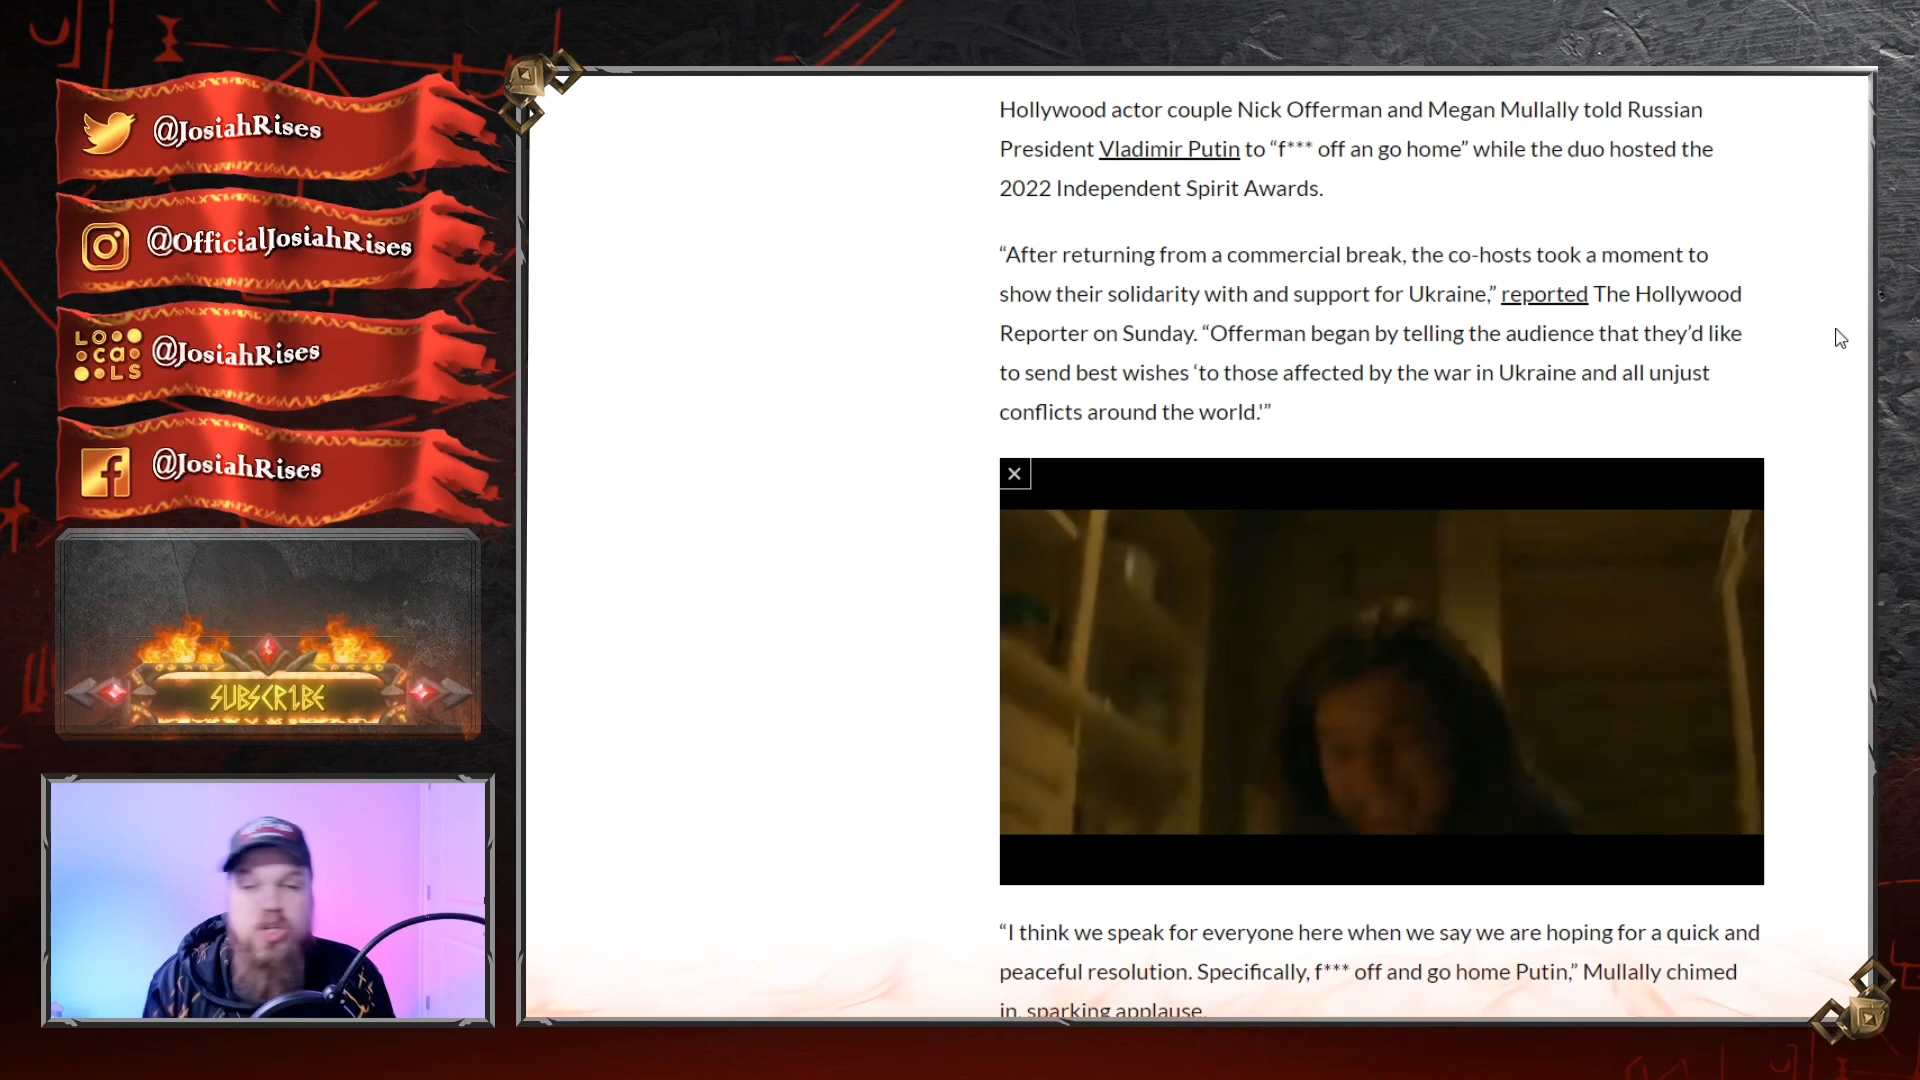 @JosiahRises
@OfficialJosiahRises
LOCALS
@JosiahRises
@JosiahRises
SUBSCRIBE
Hollywood actor couple Nick Offerman and Megan Mullally told Russian
President Vladimir Putin to “f*** off an go home” while the duo hosted the
2022 Independent Spirit Awards.
“After returning from a commercial break, the co-hosts took a moment to
show their solidarity with and support for Ukraine,” reported The Hollywood
Reporter on Sunday. “Offerman began by telling the audience that they’d like
to send best wishes ‘to those affected by the war in Ukraine and all unjust
conflicts around the world.'”
“I think we speak for everyone here when we say we are hoping for a quick and
peaceful resolution. Specifically, f*** off and go home Putin,” Mullally chimed
in, sparking applause.